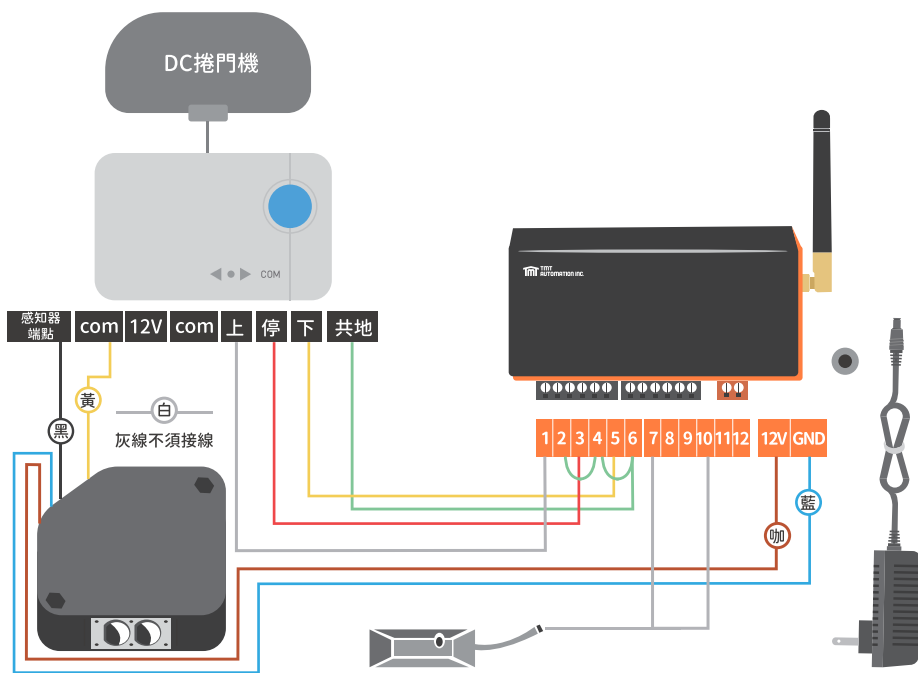 DC捲門機
COM
TMT
TMT
AUTOMATION INC.
感知器
端點
com
12V
com
上
停
下
共地
黃
白
黑
灰線不須接線
1 2 3 4 5 6 7 8 9 10 11 12
12V GND
藍
咖